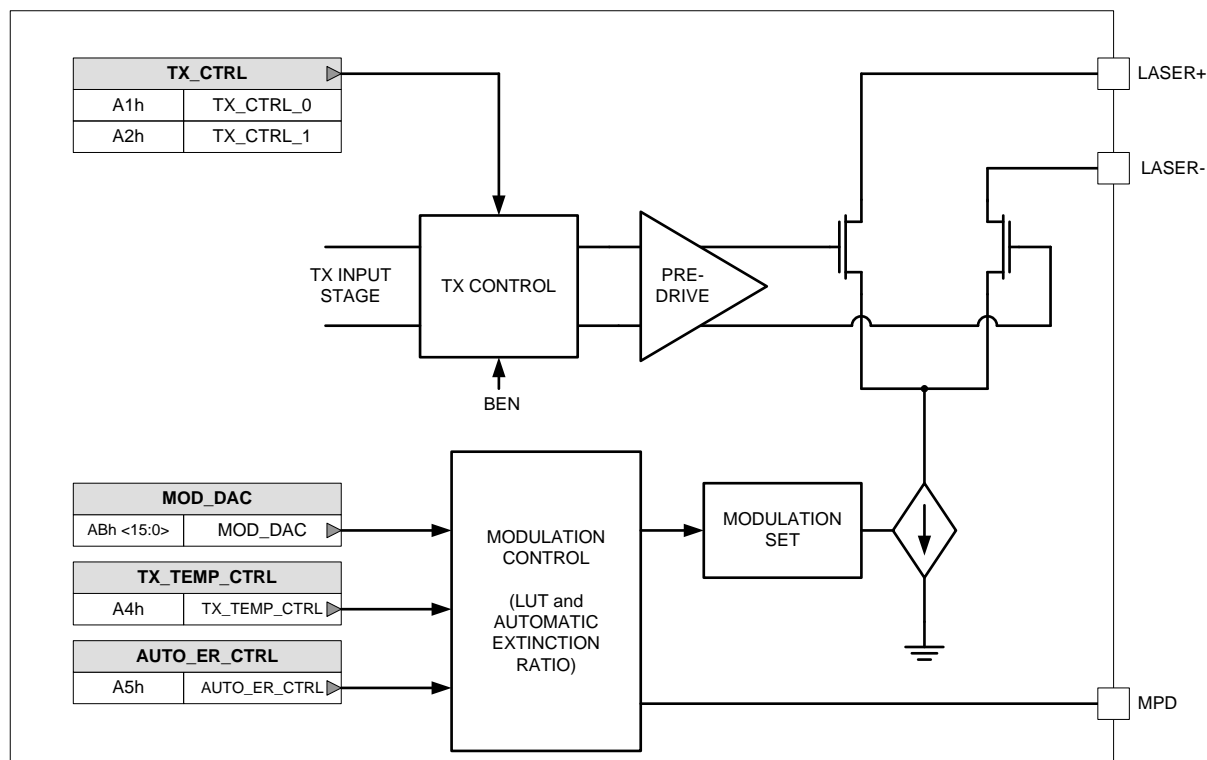 TX_CTRL
A1h TX_CTRL_0
A2h TX_CTRL_1
LASER+
LASER-
TX INPUT
STAGE
TX CONTROL
PRE-
DRIVE
BEN
MOD_DAC
ABh <15:0> MOD_DAC
TX_TEMP_CTRL
A4h TX_TEMP_CTRL
AUTO_ER_CTRL
A5h AUTO_ER_CTRL
MODULATION
CONTROL
(LUT and
AUTOMATIC
EXTINCTION
RATIO)
MODULATION
SET
MPD